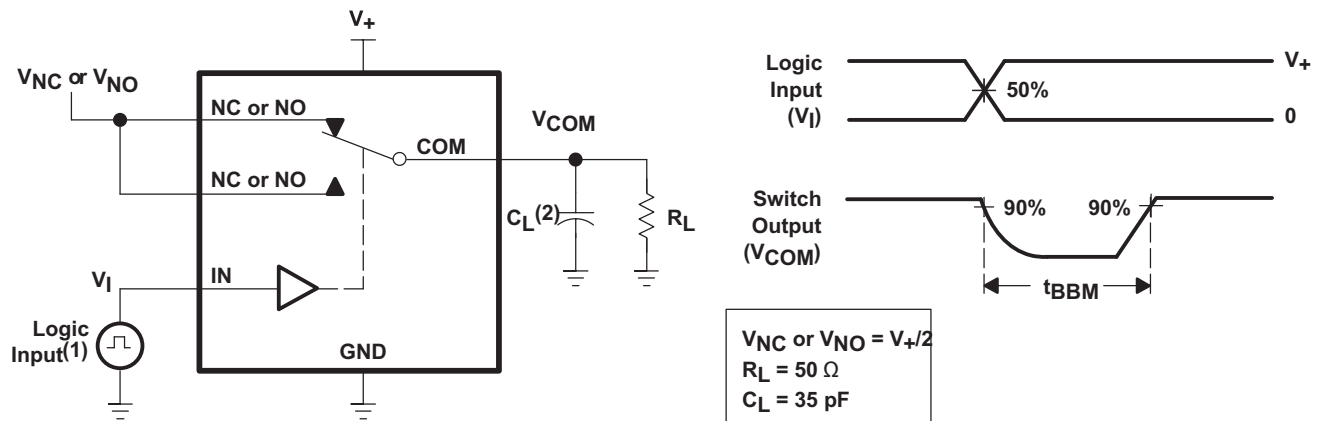 V+
VNC or VNO
NC or NO
VCOM
COM
NC or NO
CL(2)
RL
VI
IN
Logic
Input(1)
GND
Logic
Input
(VI)
V+
50%
0
Switch
Output
(VCOM)
90%
90%
tBBM
VNC or VNO = V+/2
RL = 50 Ω
CL = 35 pF